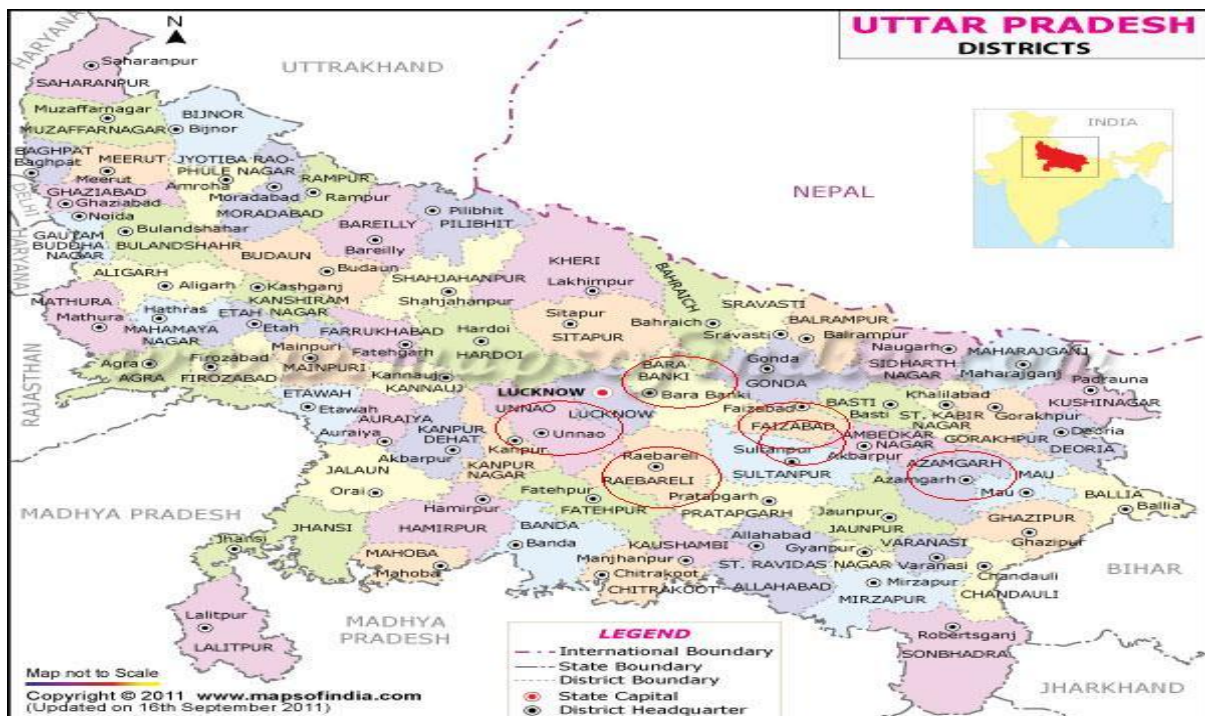 UTTAR PRADESH
DISTRICTS
N
HARYANA
UTTRAKHAND
INDIA
NEPAL
Saharanpur
SAHARANPUR
Muzaffarnagar
MUZAFFARNAGAR
BIJNOR
Bijnor
BAGHPAT
Baghpat
MEERUT
Meerut
JYOTIBA RAO-
PHULE NAGAR
Amroha
RAMPUR
Rampur
GHAZIABAD
Ghaziabad
Moradabad
MORADABAD
DELHI
Noida
Pilibhit
PILIBHIT
BAREILLY
Bareilly
GAUTAM
BUDDHA
NAGAR
Bulandshahar
BULANDSHAHR
HARYANA
BUDAUN
Budaun
KHERI
Lakhimpur
ALIGARH
Aligarh
Kashganj
KANSHIRAM
NAGAR
SHAHJAHANPUR
Shahjahanpur
BAHRAICH
Bahraich
SRAVASTI
Sravasti
MATHURA
Mathura
Hathras
MAHAMAYA
NAGAR
ETAH
Etah
FARRUKHABAD
Fatehgarh
Hardoi
HARDOI
Sitapur
SITAPUR
BALRAMPUR
Balrampur
Naugarh
SIDHARTH
NAGAR
MAHARAJGANJ
Maharajganj
RAJASTHAN
Agra
AGRA
Firozabad
FIROZABAD
Mainpuri
MAINPURI
Kannauj
KANNAUJ
BARA
BANKI
Bara Banki
Gonda
GONDA
Padrauna
KUSHINAGAR
ETAWAH
Etawah
LUCKNOW
LUCKNOW
UNNAO
Unnao
Faizabad
FAIZABAD
BASTI
Basti
Khalilabad
ST. KABIR
NAGAR
Gorakhpur
GORAKHPUR
Deoria
DEORIA
AURAIYA
Auraiya
KANPUR
DEHAT
Akbarpur
Kanpur
KANPUR
NAGAR
Raebareli
RAEBARELI
Sultanpur
SULTANPUR
AMBEDKAR
NAGAR
Akbarpur
AZAMGARH
Azamgarh
MAU
Mau
JALAUN
Orai
Fatehpur
FATEHPUR
Pratapgarh
PRATAPGARH
BALLIA
Ballia
MADHYA PRADESH
Hamirpur
HAMIRPUR
BANDA
Banda
Jaunpur
JAUNPUR
GHAZIPUR
Ghazipur
JHANSI
Jhansi
MAHOBA
Mahoba
KAUSHAMBI
Manjhanpur
Allahabad
ALLAHABAD
Gyanpur
ST. RAVIDAS NAGAR
VARANASI
Varanasi
Chandauli
CHANDAULI
BIHAR
Chitrakoot
CHITRAKOOT
Mirzapur
MIRZAPUR
Lalitpur
LALITPUR
MADHYA
PRADESH
Robertsganj
SONBHADRA
JHARKHAND
LEGEND
International Boundary
State Boundary
District Boundary
State Capital
District Headquarter
Map not to Scale
Copyright © 2011 www.mapsofindia.com
(Updated on 16th September 2011)